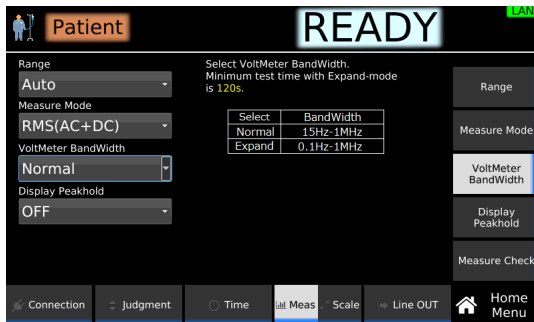 Patient
READY
LAN
Range
Auto
Measure Mode
RMS(AC+DC)
VoltMeter BandWidth
Normal
Display Peakhold
OFF
Select VoltMeter BandWidth.
Minimum test time with Expand-mode
is 120s.
Select BandWidth
Normal 15Hz-1MHz
Expand 0.1Hz-1MHz
Range
Measure Mode
VoltMeter
BandWidth
Display
Peakhold
Measure Check
Connection
Judgment
Time
Meas
Scale
Line OUT
Home
Menu